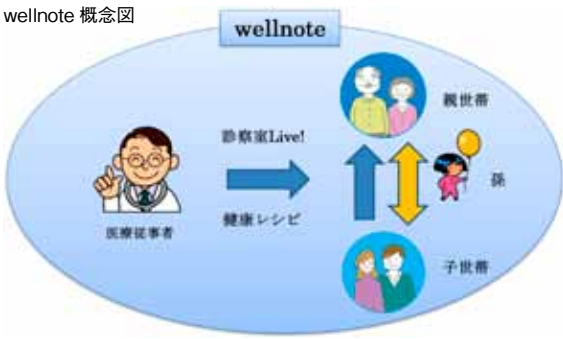 wellnote 概念図
wellnote
親世帯
診察室Live!
孫
健康レシピ
医療従事者
子世帯